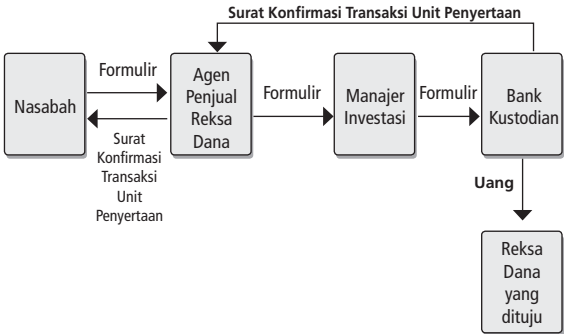 Surat Konfirmasi Transaksi Unit Penyertaan
Nasabah
Formulir
Surat
Konfirmasi
Transaksi
Unit
Penyertaan
Agen
Penjual
Reksa
Dana
Formulir
Manajer
Investasi
Formulir
Bank
Kustodian
Uang
Reksa
Dana
yang
dituju